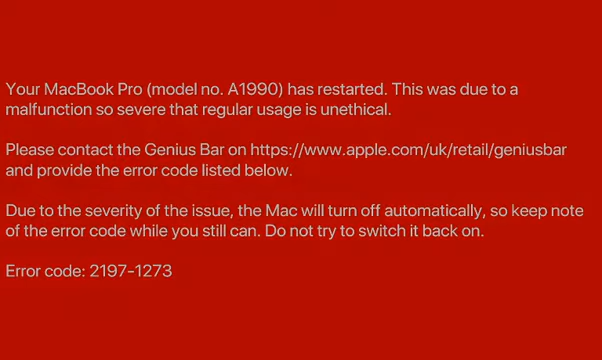 Your MacBook Pro (model no. A1990) has restarted. This was due to a
malfunction so severe that regular usage is unethical.
Please contact the Genius Bar on https://www.apple.com/uk/retail/geniusbar
and provide the error code listed below.
Due to the severity of the issue, the Mac will turn off automatically, so keep note
of the error code while you still can. Do not try to switch it back on.
Error code: 2197-1273